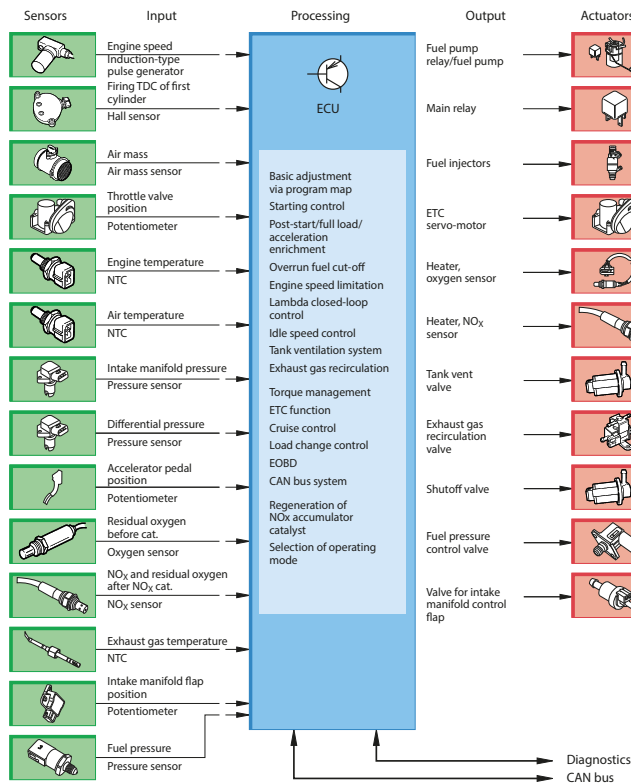 Sensors
Input
Processing
Output
Actuators
Engine speed
Induction-type
pulse generator
Firing TDC of first
cylinder
Hall sensor
Air mass
Air mass sensor
Throttle valve
position
Potentiometer
Engine temperature
NTC
Air temperature
NTC
Intake manifold pressure
Pressure sensor
Differential pressure
Pressure sensor
Accelerator pedal
position
Potentiometer
Residual oxygen
before cat.
Oxygen sensor
NOX and residual oxygen
after NOX cat.
NOX sensor
Exhaust gas temperature
NTC
Intake manifold flap
position
Potentiometer
Fuel pressure
Pressure sensor
ECU
Basic adjustment
via program map
Starting control
Post-start/full load/
acceleration
enrichment
Overrun fuel cut-off
Engine speed limitation
Lambda closed-loop
control
Idle speed control
Tank ventilation system
Exhaust gas recirculation
Torque management
ETC function
Cruise control
Load change control
EOBD
CAN bus system
Regeneration of
NOx accumulator
catalyst
Selection of operating
mode
Fuel pump
relay/fuel pump
Main relay
Fuel injectors
ETC
servo-motor
Heater,
oxygen sensor
Heater, NOX
sensor
Tank vent
valve
Exhaust gas
recirculation
valve
Shutoff valve
Fuel pressure
control valve
Valve for intake
manifold control
flap
Diagnostics
CAN bus